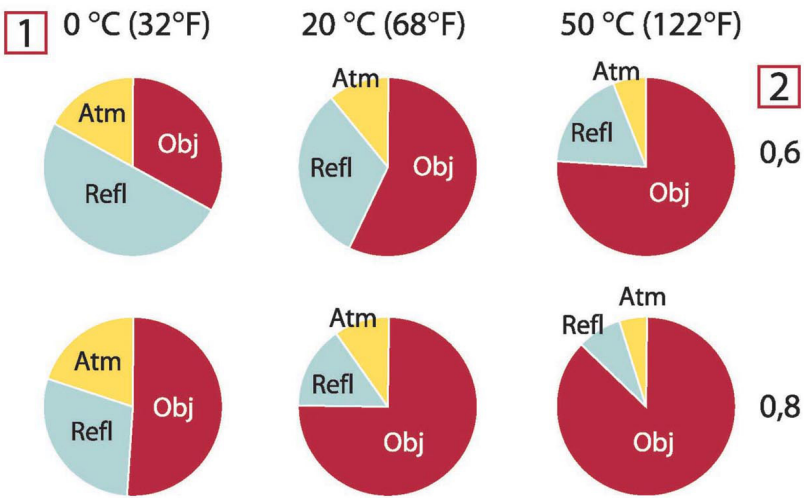 1 0 °C (32°F) 20 °C (68°F) 50 °C (122°F)
2
0,6
Atm Obj Refl
Atm Refl Obj
Atm Refl Obj
0,8
Atm Obj Refl
Atm Refl Obj
Atm Refl Obj